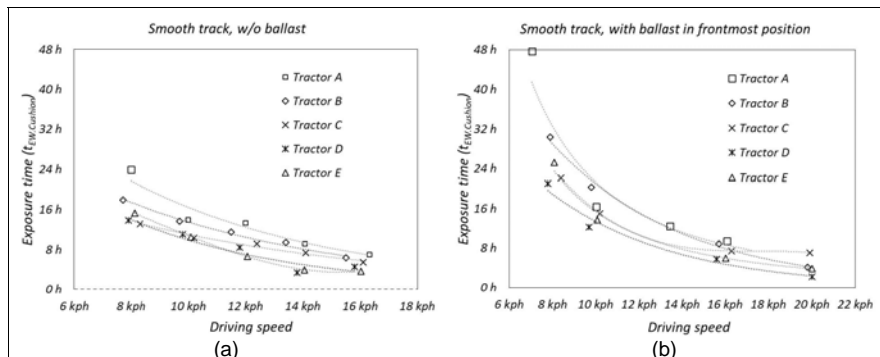 Smooth track, w/o ballast
48 h
40 h
32 h
24 h
16 h
8 h
0 h
Exposure time (t_EW,Cushion)
Tractor A
Tractor B
Tractor C
Tractor D
Tractor E
6 kph 8 kph 10 kph 12 kph 14 kph 16 kph 18 kph
Driving speed
(a)
Smooth track, with ballast in frontmost position
48 h
40 h
32 h
24 h
16 h
8 h
0 h
Exposure time (t_EW,Cushion)
Tractor A
Tractor B
Tractor C
Tractor D
Tractor E
6 kph 8 kph 10 kph 12 kph 14 kph 16 kph 18 kph 20 kph 22 kph
Driving speed
(b)